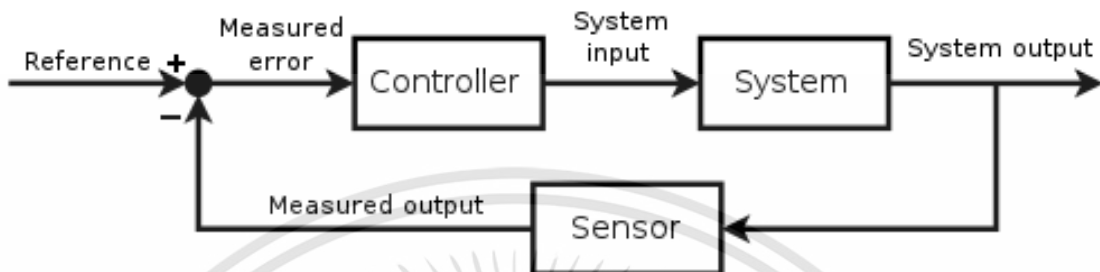 Reference
+
−
Measured
error
Controller
System
input
System
System output
Measured output
Sensor